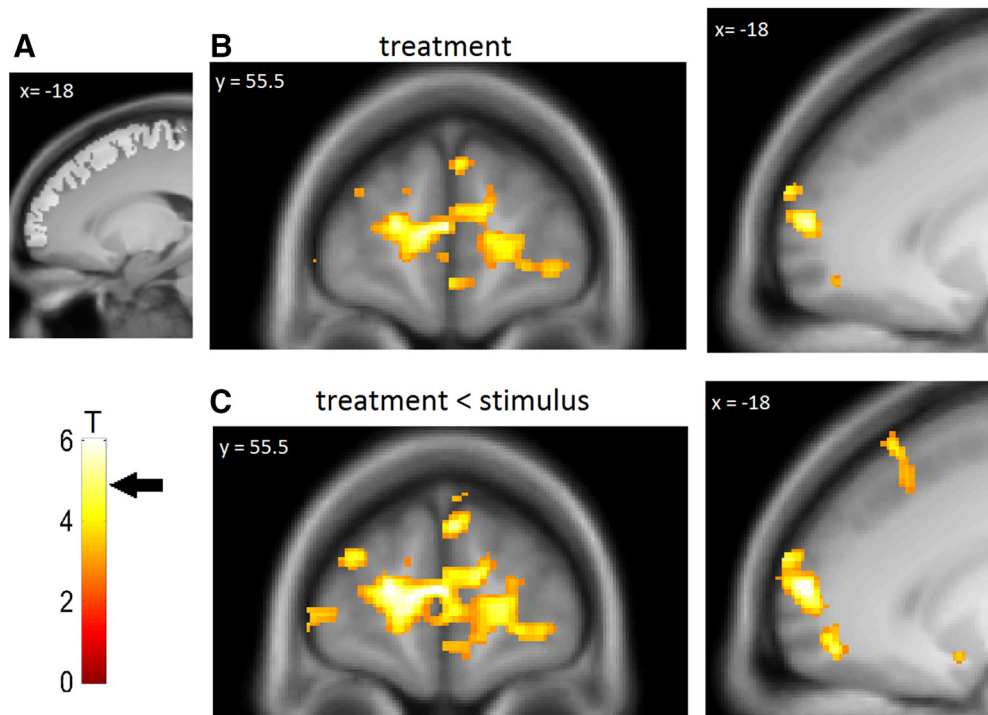 A
x= -18
B
treatment
y = 55.5
x= -18
C
treatment < stimulus
y = 55.5
x = -18
T
6
4
2
0